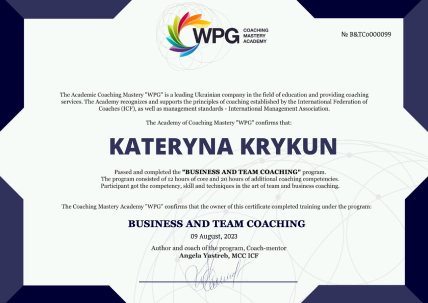 WPG COACHING
MASTERY
ACADEMY
№ B&TC0000099
The Academic Coaching Mastery "WPG" is a leading Ukrainian company in the field of education and providing coaching
services. The Academy recognizes and supports the principles of coaching established by the International Federation of
Coaches (ICF), as well as management standards - International Management Association.
The Academy of Coaching Mastery "WPG" confirms that:
KATERYNA KRYKUN
Passed and completed the "BUSINESS AND TEAM COACHING" program.
The program consisted of 12 hours of core and 20 hours of additional coaching competencies.
Participant got the competency, skill and techniques in the art of team and business coaching.
The Coaching Mastery Academy "WPG" confirms that the owner of this certificate completed training under the program:
BUSINESS AND TEAM COACHING
09 August, 2023
Author and coach of the program, Coach-mentor
Angela Yastreb, MCC ICF